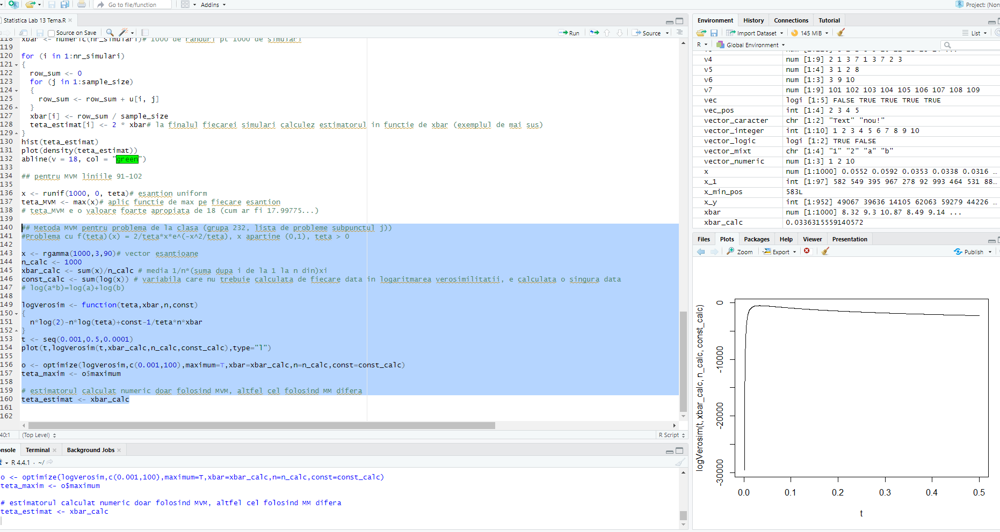 Go to file/function
Addins
Project: (Non
Statistica Lab 13 Tema.R
Source on Save
Run
Source
118 xbar <- numeric(nr_simulari)# 1000 de randuri pt 1000 de simulari
119
120 for (i in 1:nr_simulari)
121 {
122 row_sum <- 0
123 for (j in 1:sample_size)
124 {
125 row_sum <- row_sum + u[i, j]
126 }
127 xbar[i] <- row_sum / sample_size
128 teta_estimat[i] <- 2 * xbar# la finalul fiecarei simulari calculez estimatorul in functie de xbar (exemplul de mai sus)
129 }
130 hist(teta_estimat)
131 plot(density(teta_estimat))
132 abline(v = 18, col = "green")
133
134 ## pentru MVM liniile 91-102
135
136 x <- runif(1000, 0, teta)# esantion uniform
137 teta_MVM <- max(x)# aplic functie de max pe fiecare esantion
138 # teta_MVM e o valoare foarte apropiata de 18 (cum ar fi 17.99775...)
139
140 ## Metoda MVM pentru problema de la clasa (grupa 232, lista de probleme subpunctul j))
141 #Problema cu f(teta)(x) = 2/teta*x*e^(-x^2/teta), x apartine (0,1), teta > 0
142
143 x <- rgamma(1000,3,90)# vector esantioane
144 n_calc <- 1000
145 xbar_calc <- sum(x)/n_calc # media 1/n*(suma dupa i de la 1 la n din)xi
146 const_calc <- sum(log(x)) # variabila care nu trebuie calculata de fiecare data in logaritmarea verosimilitatii, e calculata o singura data
147 # log(a*b)=log(a)+log(b)
148
149 logVerosim <- function(teta,xbar,n,const)
150 {
151 n*log(2)-n*log(teta)+const-1/teta*n*xbar
152 }
153 t <- seq(0.001,0.5,0.0001)
154 plot(t,logVerosim(t,xbar_calc,n_calc,const_calc),type="l")
155
156 o <- optimize(logVerosim,c(0.001,100),maximum=T,xbar=xbar_calc,n=n_calc,const=const_calc)
157 teta_maxim <- o$maximum
158
159 # estimatorul calculat numeric doar folosind MVM, altfel cel folosind MM difera
160 teta_estimat <- xbar_calc
161
162
40:1 (Top Level)
R Script
onsole Terminal Background Jobs
R 4.4.1 · ~/
o <- optimize(logVerosim,c(0.001,100),maximum=T,xbar=xbar_calc,n=n_calc,const=const_calc)
teta_maxim <- o$maximum
# estimatorul calculat numeric doar folosind MVM, altfel cel folosind MM difera
teta_estimat <- xbar_calc
Environment History Connections Tutorial
Import Dataset 145 MiB List
R Global Environment
v4 num [1:9] 2 1 3 7 1 3 7 2 3
v5 num [1:4] 3 1 2 8
v6 num [1:3] 3 9 10
v7 num [1:9] 101 102 103 104 105 106 107 108 109
vec logi [1:5] FALSE TRUE TRUE TRUE TRUE
vec_pos int [1:4] 2 3 4 5
vector_caracter chr [1:2] "Text" "nou!"
vector_integer int [1:10] 1 2 3 4 5 6 7 8 9 10
vector_logic logi [1:2] TRUE FALSE
vector_mixt chr [1:4] "1" "2" "a" "b"
vector_numeric num [1:3] 1 2 10
x num [1:1000] 0.0552 0.0592 0.0353 0.0338 0.0316 …
x_1 int [1:97] 582 549 395 967 278 92 993 464 531 88…
x_min_pos 583L
x_y int [1:952] 49067 39636 14105 62063 59279 44226 …
xbar num [1:1000] 8.32 9.3 10.87 8.49 9.14 ...
xbar_calc 0.0336315559140572
Files Plots Packages Help Viewer Presentation
Zoom Export Publish
logVerosim(t, xbar_calc, n_calc, const_calc)
0
-10000
-20000
-30000
0.0 0.1 0.2 0.3 0.4 0.5
t